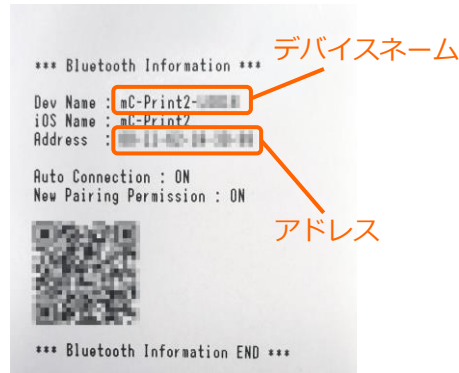 *** Bluetooth Information ***
デバイスネーム
Dev Name : mC-Print2-
iOS Name : mC-Print2
Address :
Auto Connection : ON
New Pairing Permission : ON
アドレス
*** Bluetooth Information END ***